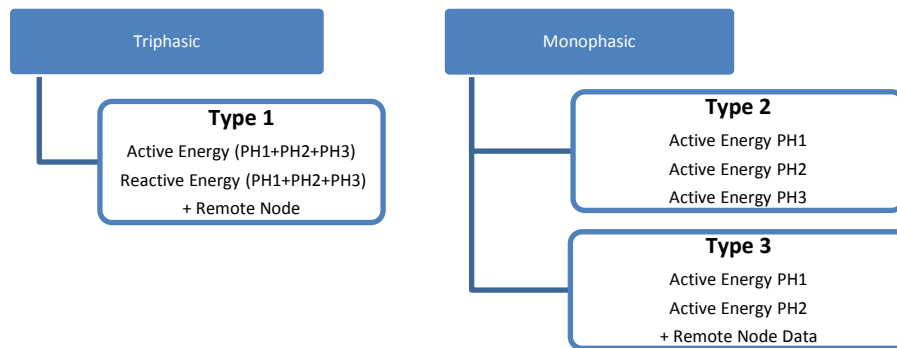 Triphasic
Type 1
Active Energy (PH1+PH2+PH3)
Reactive Energy (PH1+PH2+PH3)
+ Remote Node
Monophasic
Type 2
Active Energy PH1
Active Energy PH2
Active Energy PH3
Type 3
Active Energy PH1
Active Energy PH2
+ Remote Node Data